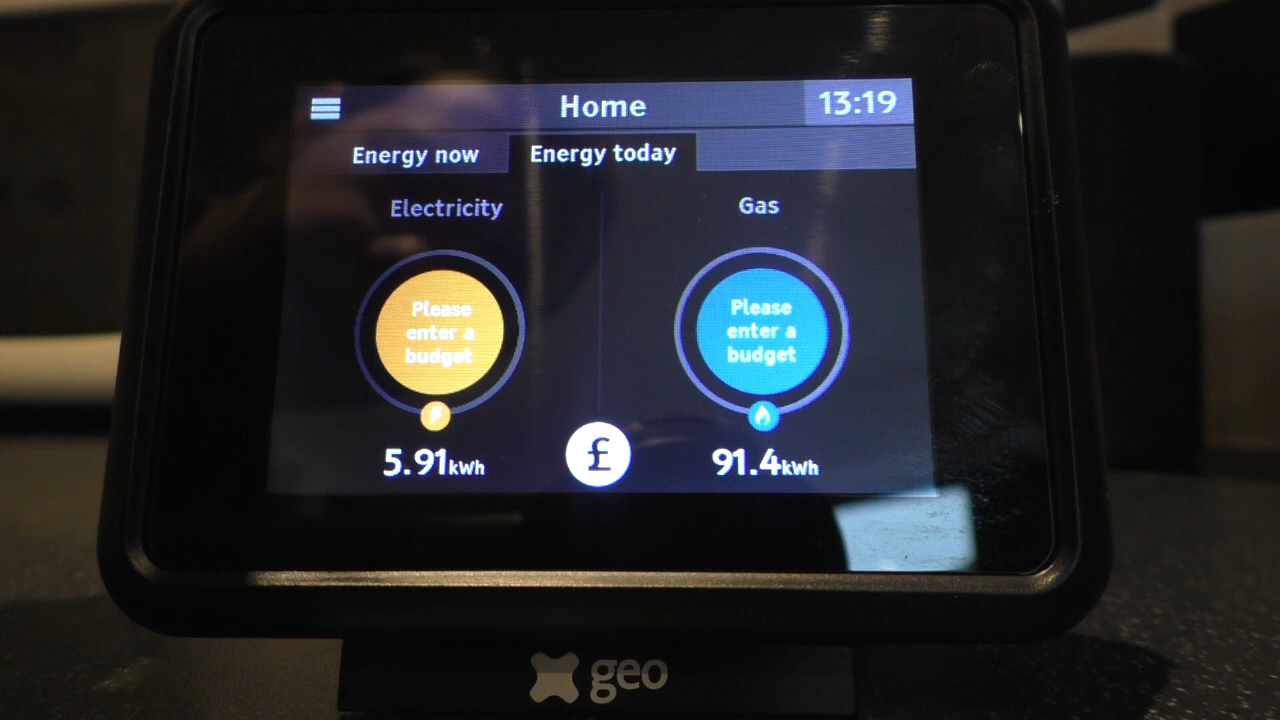 Home
13:19
Energy now
Energy today
Electricity
Gas
Please
enter a
budget
Please
enter a
budget
5.91kWh
£
91.4kWh
geo